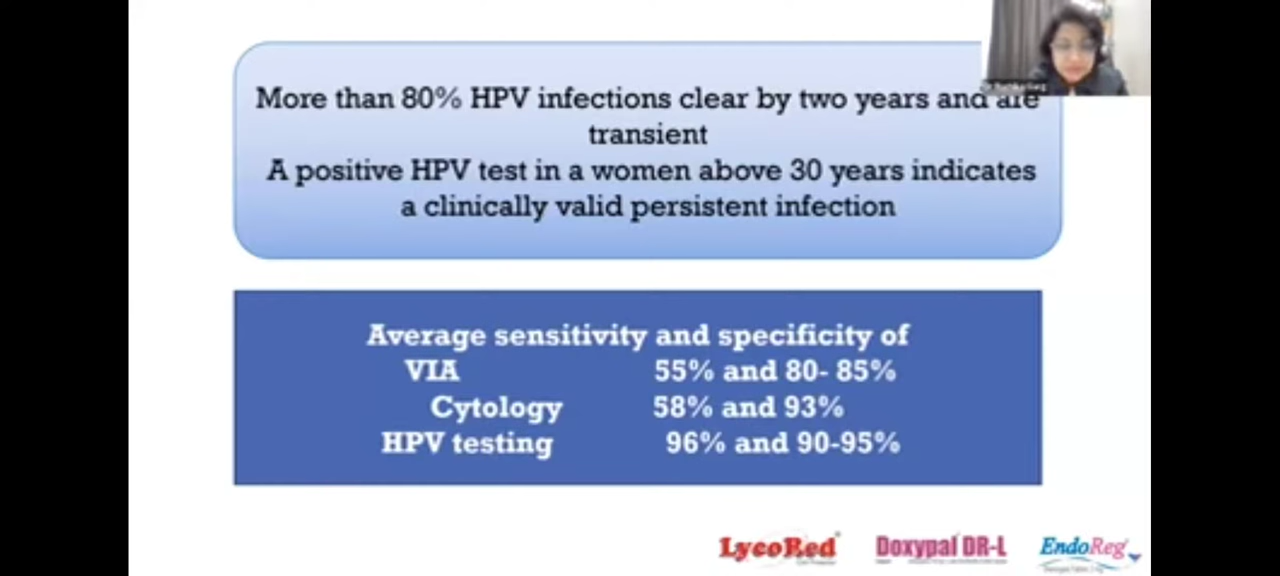 More than 80% HPV infections clear by two years and are
transient
A positive HPV test in a women above 30 years indicates
a clinically valid persistent infection
Average sensitivity and specificity of
VIA 55% and 80- 85%
Cytology 58% and 93%
HPV testing 96% and 90-95%
LycoRed Doxypal DR-L EndoReg